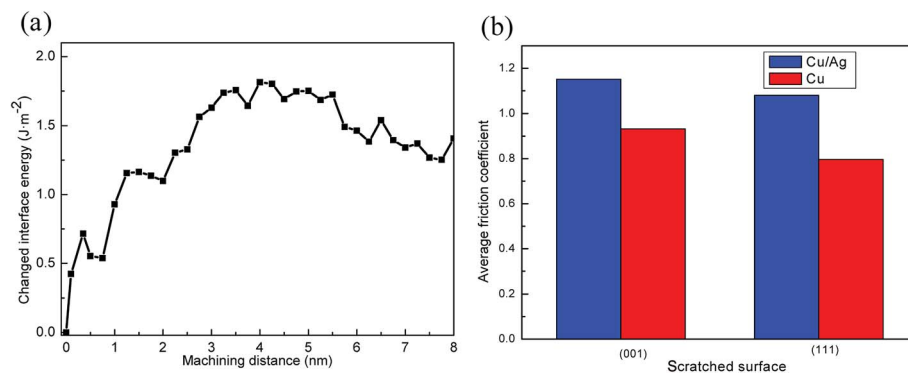 (a)
Changed interface energy (J·m⁻²)
2.0
1.5
1.0
0.5
0.0
0 1 2 3 4 5 6 7 8
Machining distance (nm)
(b)
Average friction coefficient
1.2
1.0
0.8
0.6
0.4
0.2
0.0
Cu/Ag
Cu
(001) (111)
Scratched surface